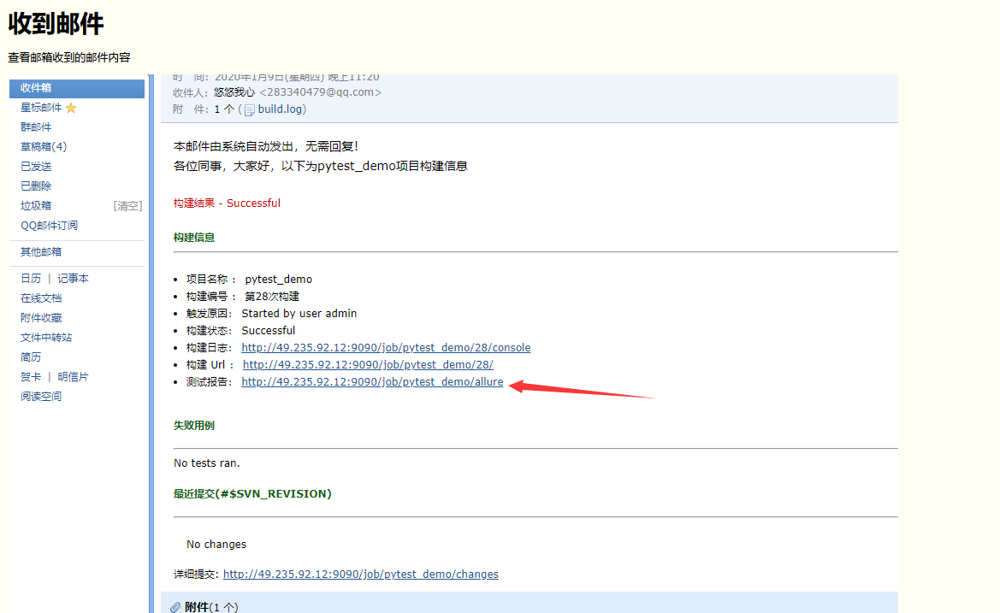 收到邮件
查看邮箱收到的邮件内容
收件箱
星标邮件
群邮件
草稿箱(4)
已发送
已删除
垃圾箱 [清空]
QQ邮件订阅
其他邮箱
日历 | 记事本
在线文档
附件收藏
文件中转站
简历
贺卡 | 明信片
阅读空间
时 间: 2020年1月9日(星期四) 晚上11:20
收件人: 悠悠我心 <283340479@qq.com>
附 件: 1 个 ( build.log)
本邮件由系统自动发出，无需回复！
各位同事，大家好，以下为pytest_demo项目构建信息
构建结果 - Successful
构建信息
• 项目名称 ： pytest_demo
• 构建编号 ： 第28次构建
• 触发原因： Started by user admin
• 构建状态： Successful
• 构建日志： http://49.235.92.12:9090/job/pytest_demo/28/console
• 构建 Url ： http://49.235.92.12:9090/job/pytest_demo/28/
• 测试报告： http://49.235.92.12:9090/job/pytest_demo/allure
失败用例
No tests ran.
最近提交(#$SVN_REVISION)
No changes
详细提交: http://49.235.92.12:9090/job/pytest_demo/changes
附件(1 个)